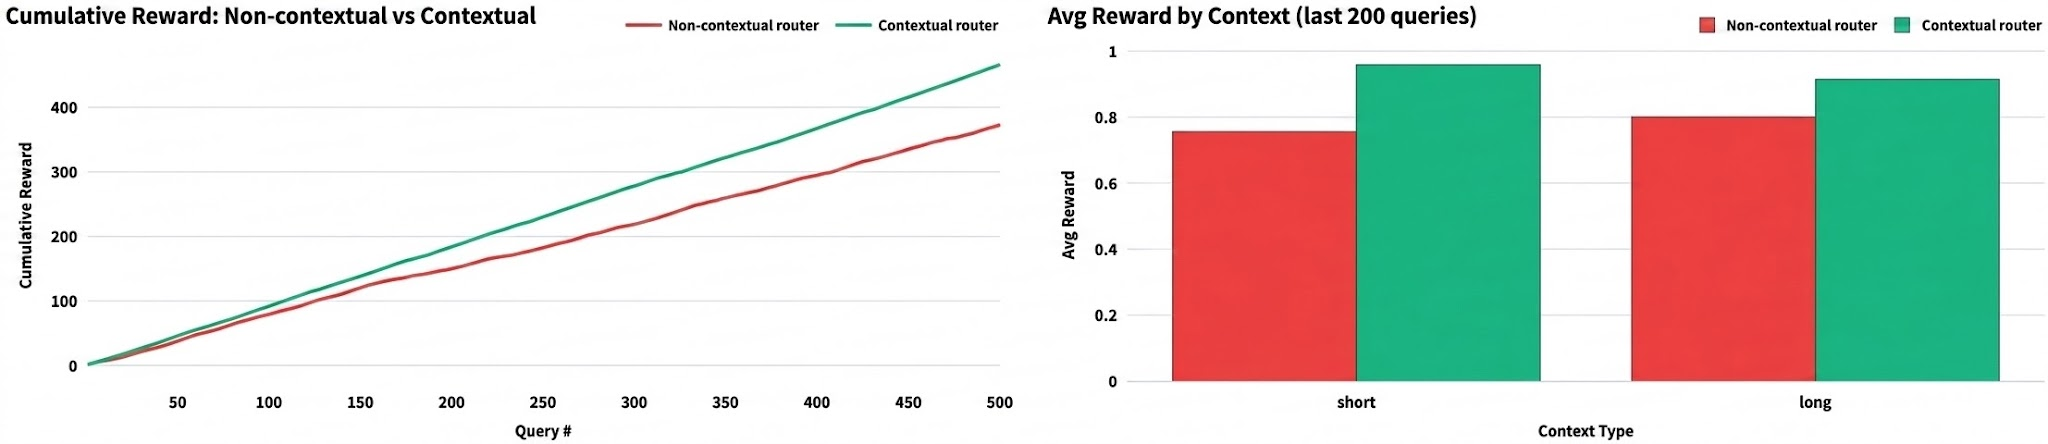 Cumulative Reward: Non-contextual vs Contextual
Non-contextual router
Contextual router
Cumulative Reward
400
300
200
100
0
50 100 150 200 250 300 350 400 450 500
Query #
Avg Reward by Context (last 200 queries)
Non-contextual router
Contextual router
Avg Reward
1
0.8
0.6
0.4
0.2
0
short long
Context Type